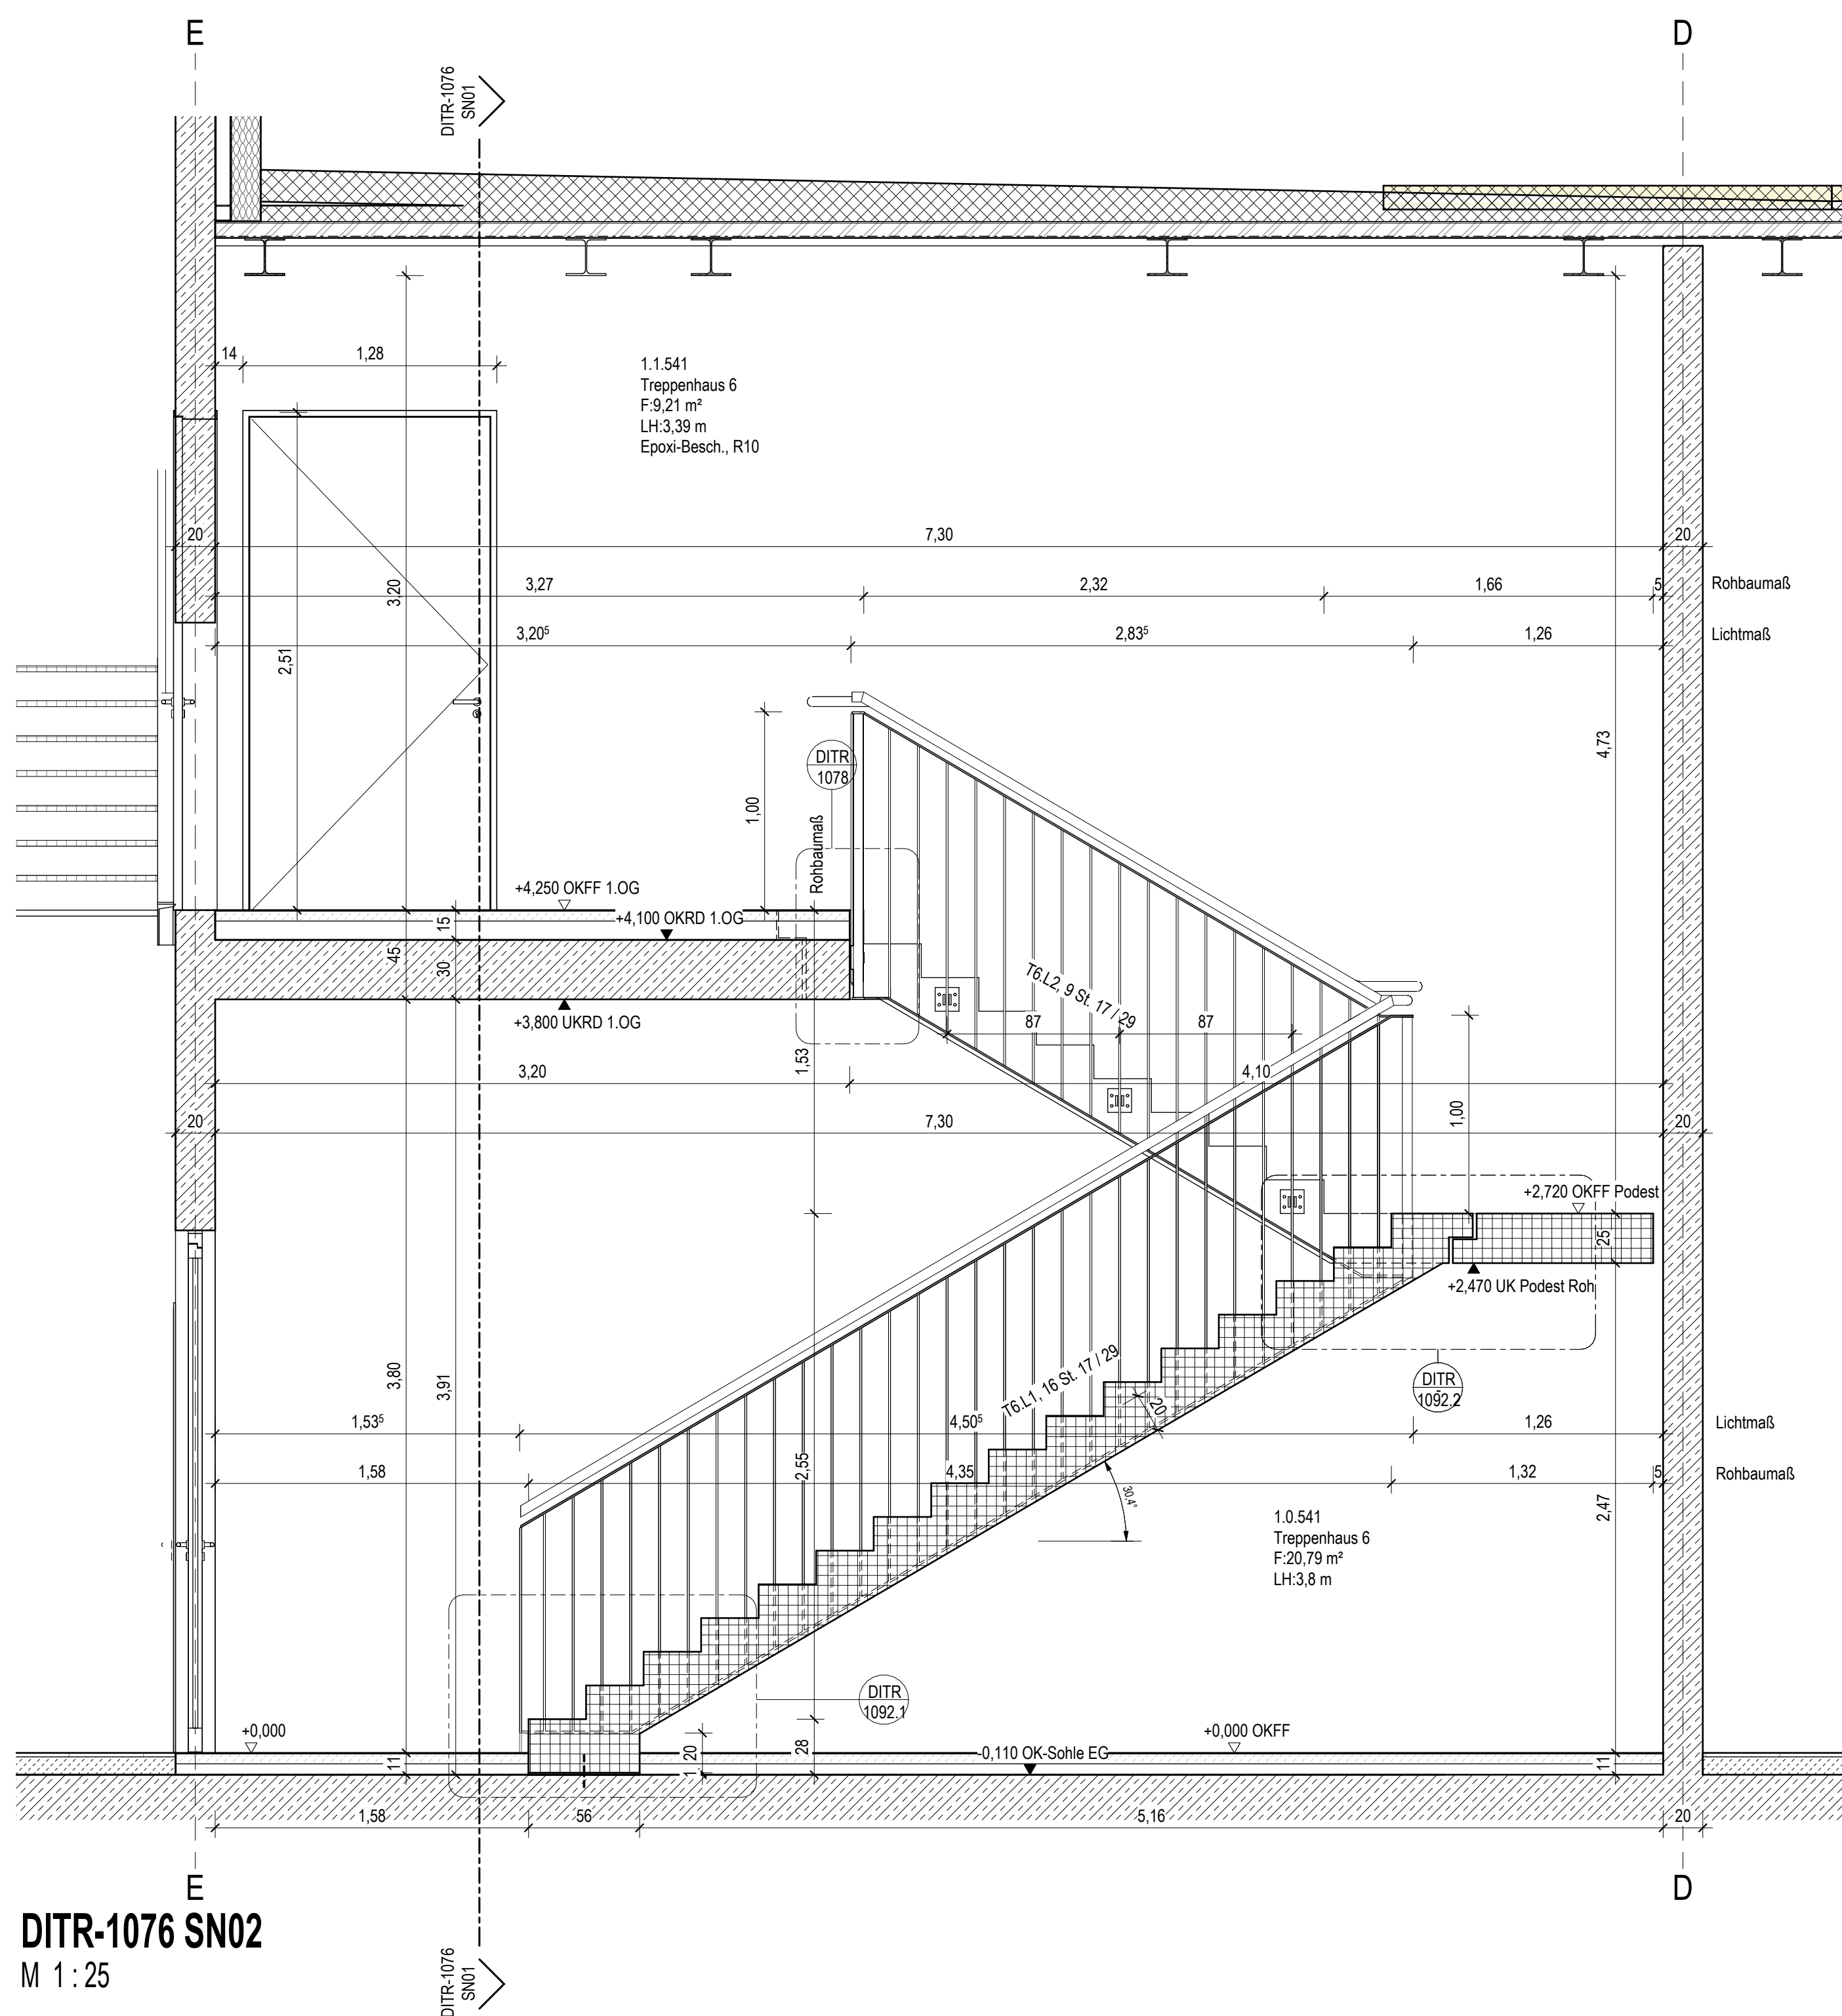 E
D
DITR-1076
SN01
14
1,28
1.1.541
Treppenhaus 6
F:9,21 m²
LH:3,39 m
Epoxi-Besch., R10
20
7,30
20
3,20
3,27
2,32
1,66
5
Rohbaumaß
3,20⁵
2,83⁵
1,26
Lichtmaß
2,51
4,73
DITR
1078
1,00
Rohbaumaß
+4,250 OKFF 1.OG
+4,100 OKRD 1.OG
15
45
30
T6.L2, 9 St. 17 / 29
+3,800 UKRD 1.OG
87
87
1,53
3,20
4,10
1,00
20
7,30
20
+2,720 OKFF Podest
25
+2,470 UK Podest Roh
T6.L1, 16 St. 17 / 29
DITR
1092.2
3,80
3,91
20
1,53⁵
4,50⁵
1,26
Lichtmaß
2,55
1,58
4,35
1,32
5
Rohbaumaß
30,4°
2,47
1.0.541
Treppenhaus 6
F:20,79 m²
LH:3,8 m
DITR
1092.1
+0,000
+0,000 OKFF
-0,110 OK-Sohle EG
11
20
1
28
11
1,58
56
5,16
20
E
D
DITR-1076 SN02
M 1 : 25
DITR-1076
SN01